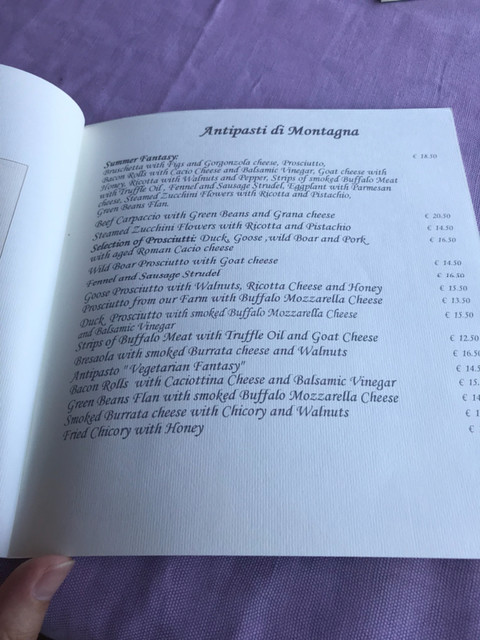 Antipasti di Montagna
Summer Fantasy: € 18.50
Bruschetta with Figs and Gorgonzola cheese, Prosciutto,
Bacon Rolls with Cacio Cheese and Balsamic Vinegar, Goat cheese with
Honey, Ricotta with Walnuts and Pepper, Strips of smoked Buffalo Meat
with Truffle Oil, Fennel and Sausage Strudel, Eggplant with Parmesan
cheese, Steamed Zucchini Flowers with Ricotta and Pistachio,
Green Beans Flan.
Beef Carpaccio with Green Beans and Grana cheese € 20.50
Steamed Zucchini Flowers with Ricotta and Pistachio € 14.50
Selection of Prosciutti: Duck, Goose, wild Boar and Pork € 16.50
with aged Roman Cacio cheese
Wild Boar Prosciutto with Goat cheese € 14.50
Fennel and Sausage Strudel € 16.50
Goose Prosciutto with Walnuts, Ricotta Cheese and Honey € 15.50
Prosciutto from our Farm with Buffalo Mozzarella Cheese € 13.50
Duck Prosciutto with smoked Buffalo Mozzarella Cheese € 15.50
and Balsamic Vinegar
Strips of Buffalo Meat with Truffle Oil and Goat Cheese € 12.50
Bresaola with smoked Burrata cheese and Walnuts € 16.50
Antipasto "Vegetarian Fantasy" € 14.5
Bacon Rolls with Caciottina Cheese and Balsamic Vinegar € 15.
Green Beans Flan with smoked Buffalo Mozzarella Cheese € 14
Smoked Burrata cheese with Chicory and Walnuts € 1
Fried Chicory with Honey €